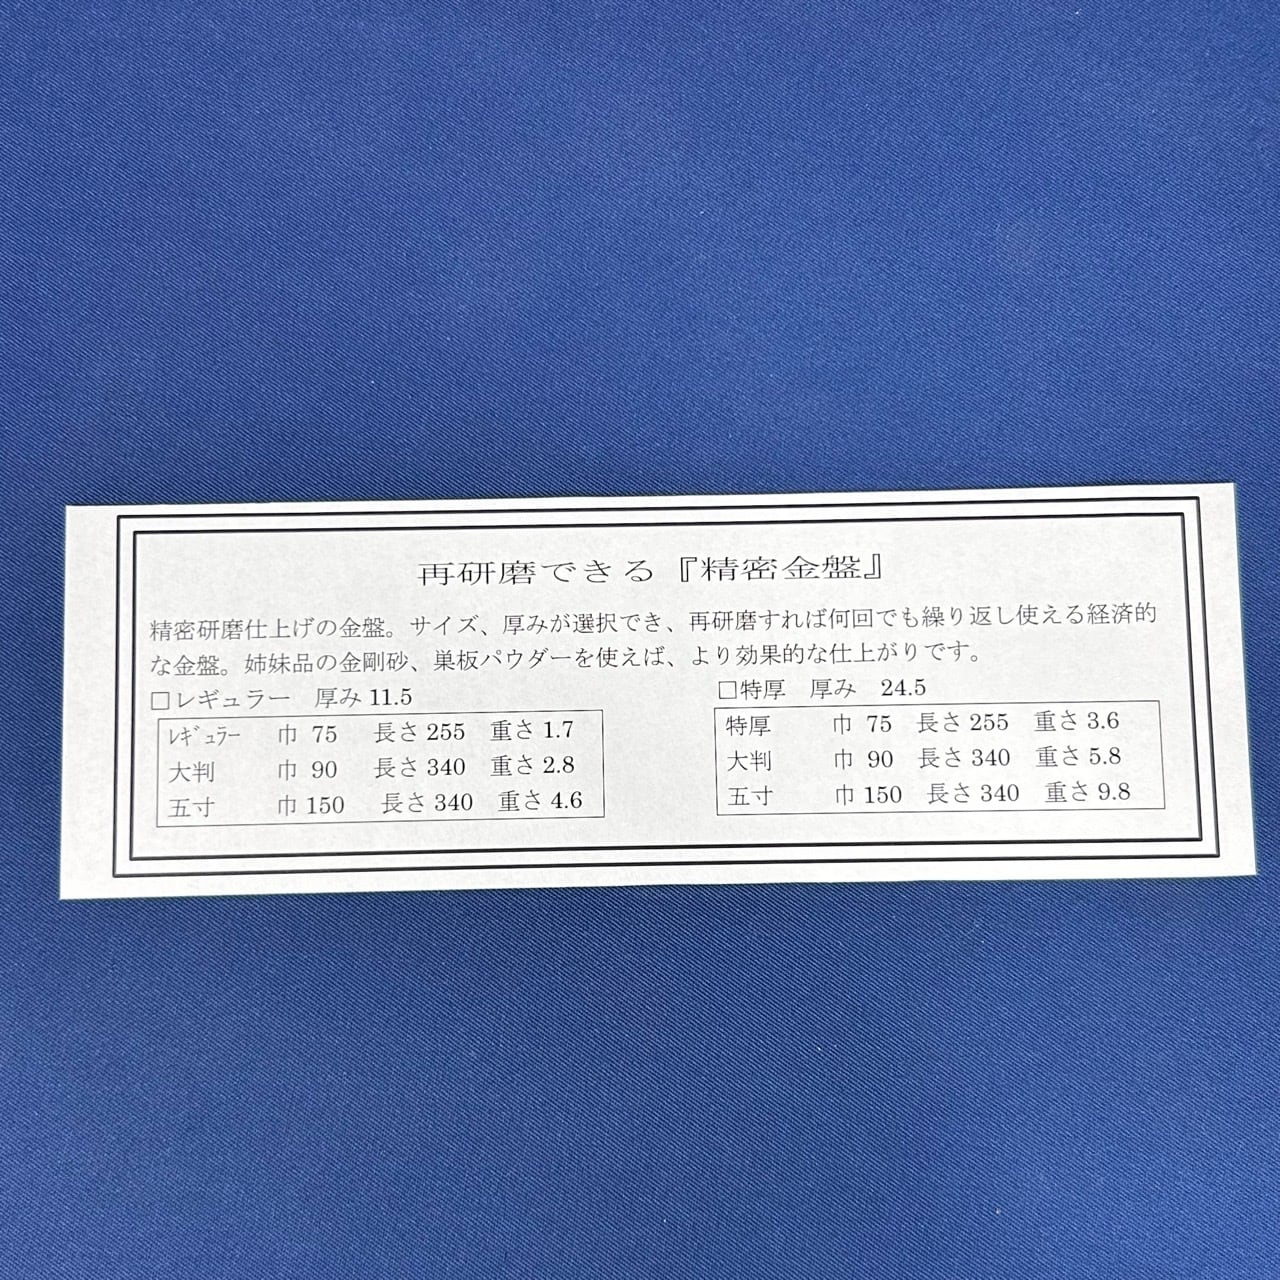 再研磨できる『精密金盤』
精密研磨仕上げの金盤。サイズ、厚みが選択でき、再研磨すれば何回でも繰り返し使える経済的
な金盤。姉妹品の金剛砂、巣板パウダーを使えば、より効果的な仕上がりです。
□レギュラー 厚み 11.5
ﾚｷﾞｭﾗｰ 巾 75 長さ 255 重さ 1.7
大判 巾 90 長さ 340 重さ 2.8
五寸 巾 150 長さ 340 重さ 4.6
□特厚 厚み 24.5
特厚 巾 75 長さ 255 重さ 3.6
大判 巾 90 長さ 340 重さ 5.8
五寸 巾 150 長さ 340 重さ 9.8